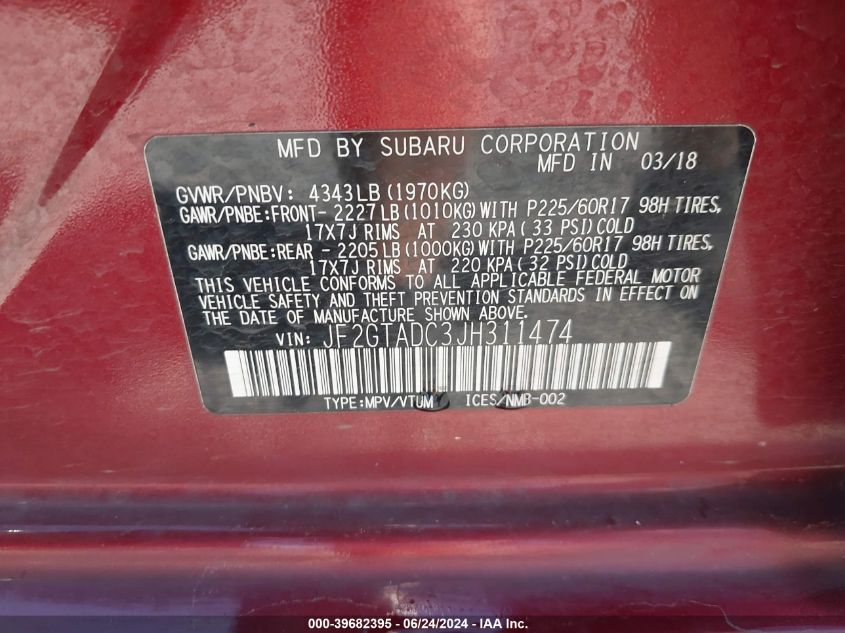 MFD BY SUBARU CORPORATION
MFD IN 03/18
GVWR/PNBV: 4343LB (1970KG)
GAWR/PNBE:FRONT- 2227LB (1010KG) WITH P225/60R17 98H TIRES,
17X7J RIMS AT 230 KPA ( 33 PSI) COLD
GAWR/PNBE:REAR - 2205LB (1000KG) WITH P225/60R17 98H TIRES,
17X7J RIMS AT 220 KPA ( 32 PSI) COLD
THIS VEHICLE CONFORMS TO ALL APPLICABLE FEDERAL MOTOR
VEHICLE SAFETY AND THEFT PREVENTION STANDARDS IN EFFECT ON
THE DATE OF MANUFACTURE SHOWN ABOVE.
VIN: JF2GTADC3JH311474
TYPE:MPV/VTUM ICES/NMB-002
000-39682395 - 06/24/2024 - IAAI.COM